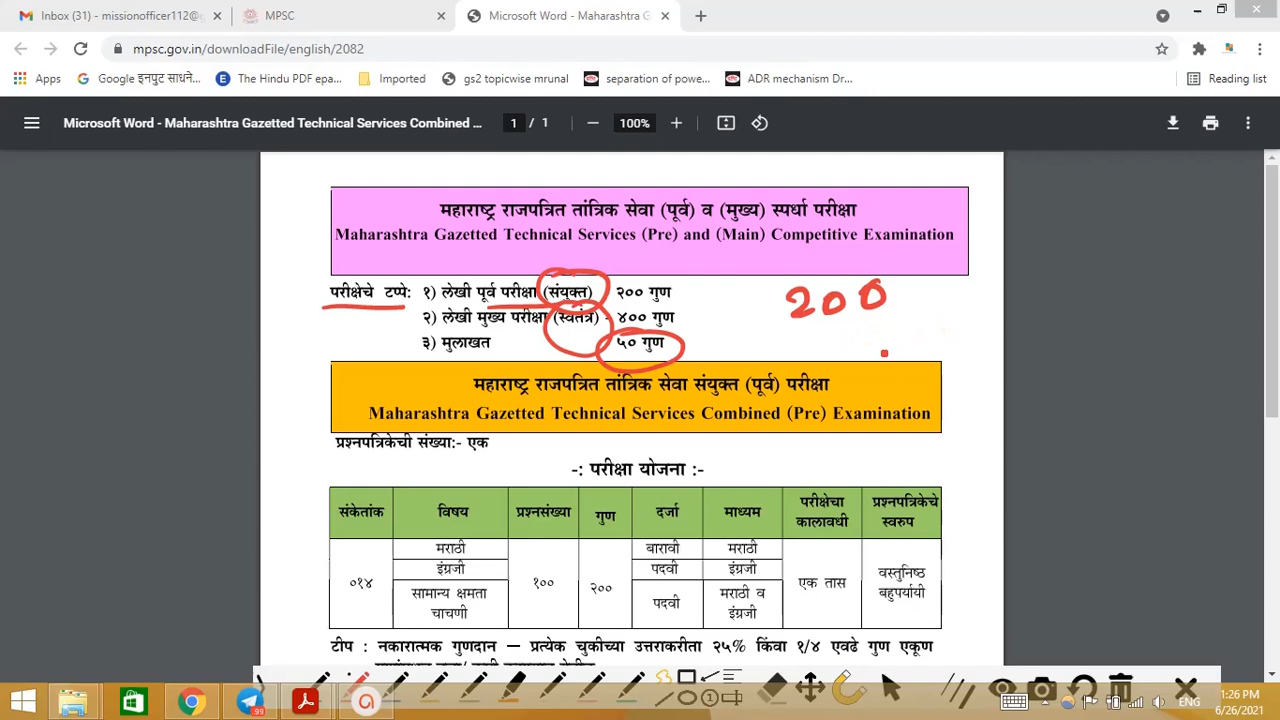 Inbox (31) - missionofficer112@g
MPSC
Microsoft Word - Maharashtra G
mpsc.gov.in/downloadFile/english/2082
Apps
Google इनपुट साधने...
The Hindu PDF epa...
Imported
gs2 topicwise mrunal
separation of powe...
ADR mechanism Dr...
Reading list
Microsoft Word - Maharashtra Gazetted Technical Services Combined ...
1 / 1
100%
महाराष्ट्र राजपत्रित तांत्रिक सेवा (पूर्व) व (मुख्य) स्पर्धा परीक्षा
Maharashtra Gazetted Technical Services (Pre) and (Main) Competitive Examination
परीक्षेचे टप्पे: १) लेखी पूर्व परीक्षा (संयुक्त) २०० गुण
200
२) लेखी मुख्य परीक्षा (स्वतंत्र) - ४०० गुण
३) मुलाखत ५० गुण
महाराष्ट्र राजपत्रित तांत्रिक सेवा संयुक्त (पूर्व) परीक्षा
Maharashtra Gazetted Technical Services Combined (Pre) Examination
प्रश्नपत्रिकेची संख्या:- एक
-: परीक्षा योजना :-
संकेतांक विषय प्रश्नसंख्या गुण दर्जा माध्यम परीक्षेचा कालावधी प्रश्नपत्रिकेचे स्वरुप
०१४ मराठी १०० २०० बारावी मराठी एक तास वस्तुनिष्ठ बहुपर्यायी
इंग्रजी पदवी इंग्रजी
सामान्य क्षमता चाचणी पदवी मराठी व इंग्रजी
टीप : नकारात्मक गुणदान – प्रत्येक चुकीच्या उत्तराकरीता २५% किंवा १/४ एवढे गुण एकूण
99
ENG
1:26 PM
6/26/2021